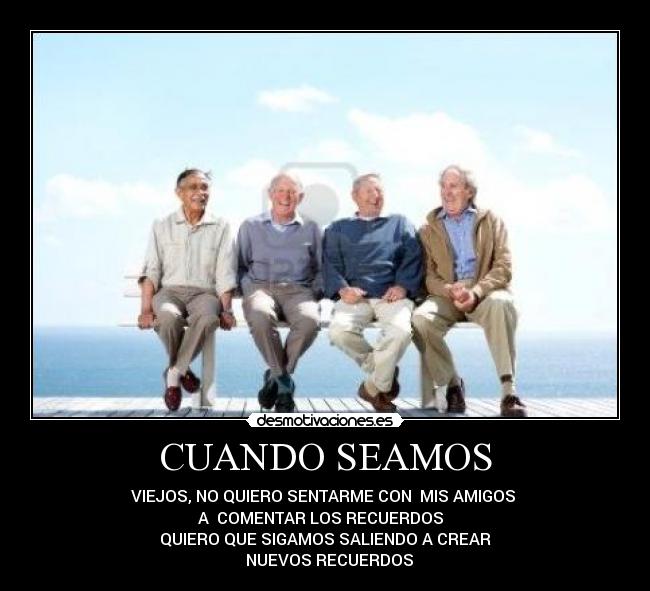 desmotivaciones.es
CUANDO SEAMOS
VIEJOS, NO QUIERO SENTARME CON  MIS AMIGOS
A  COMENTAR LOS RECUERDOS
QUIERO QUE SIGAMOS SALIENDO A CREAR
NUEVOS RECUERDOS